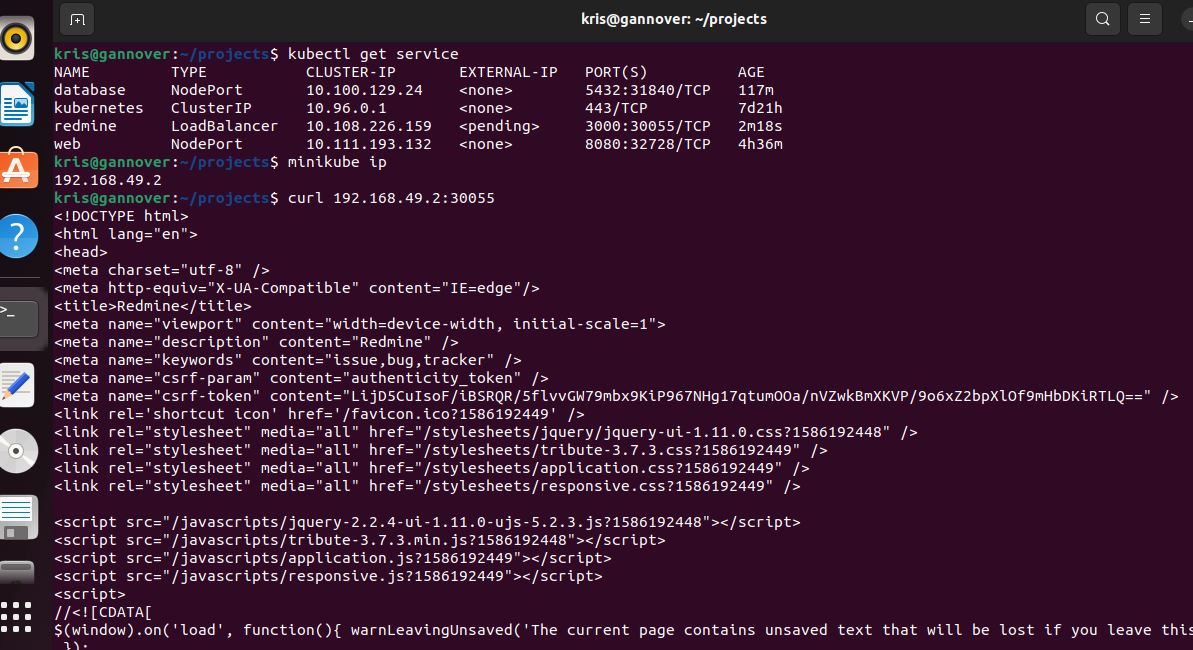 kris@gannover: ~/projects
kris@gannover:~/projects$ kubectl get service
NAME         TYPE           CLUSTER-IP       EXTERNAL-IP   PORT(S)          AGE
database     NodePort       10.100.129.24    <none>        5432:31840/TCP   117m
kubernetes   ClusterIP      10.96.0.1        <none>        443/TCP          7d21h
redmine      LoadBalancer   10.108.226.159   <pending>     3000:30055/TCP   2m18s
web          NodePort       10.111.193.132   <none>        8080:32728/TCP   4h36m
kris@gannover:~/projects$ minikube ip
192.168.49.2
kris@gannover:~/projects$ curl 192.168.49.2:30055
<!DOCTYPE html>
<html lang="en">
<head>
<meta charset="utf-8" />
<meta http-equiv="X-UA-Compatible" content="IE=edge"/>
<title>Redmine</title>
<meta name="viewport" content="width=device-width, initial-scale=1">
<meta name="description" content="Redmine" />
<meta name="keywords" content="issue,bug,tracker" />
<meta name="csrf-param" content="authenticity_token" />
<meta name="csrf-token" content="LijD5CuIsoF/iBSRQR/5flvvGW79mbx9KiP967NHg17qtumOOa/nVZwkBmXKVP/9o6xZ2bpXlOf9mHbDKiRTLQ==" />
<link rel='shortcut icon' href='/favicon.ico?1586192449' />
<link rel="stylesheet" media="all" href="/stylesheets/jquery/jquery-ui-1.11.0.css?1586192448" />
<link rel="stylesheet" media="all" href="/stylesheets/tribute-3.7.3.css?1586192449" />
<link rel="stylesheet" media="all" href="/stylesheets/application.css?1586192449" />
<link rel="stylesheet" media="all" href="/stylesheets/responsive.css?1586192449" />
<script src="/javascripts/jquery-2.2.4-ui-1.11.0-ujs-5.2.3.js?1586192448"></script>
<script src="/javascripts/tribute-3.7.3.min.js?1586192448"></script>
<script src="/javascripts/application.js?1586192449"></script>
<script src="/javascripts/responsive.js?1586192449"></script>
<script>
//<![CDATA[
$(window).on('load', function(){ warnLeavingUnsaved('The current page contains unsaved text that will be lost if you leave this
});